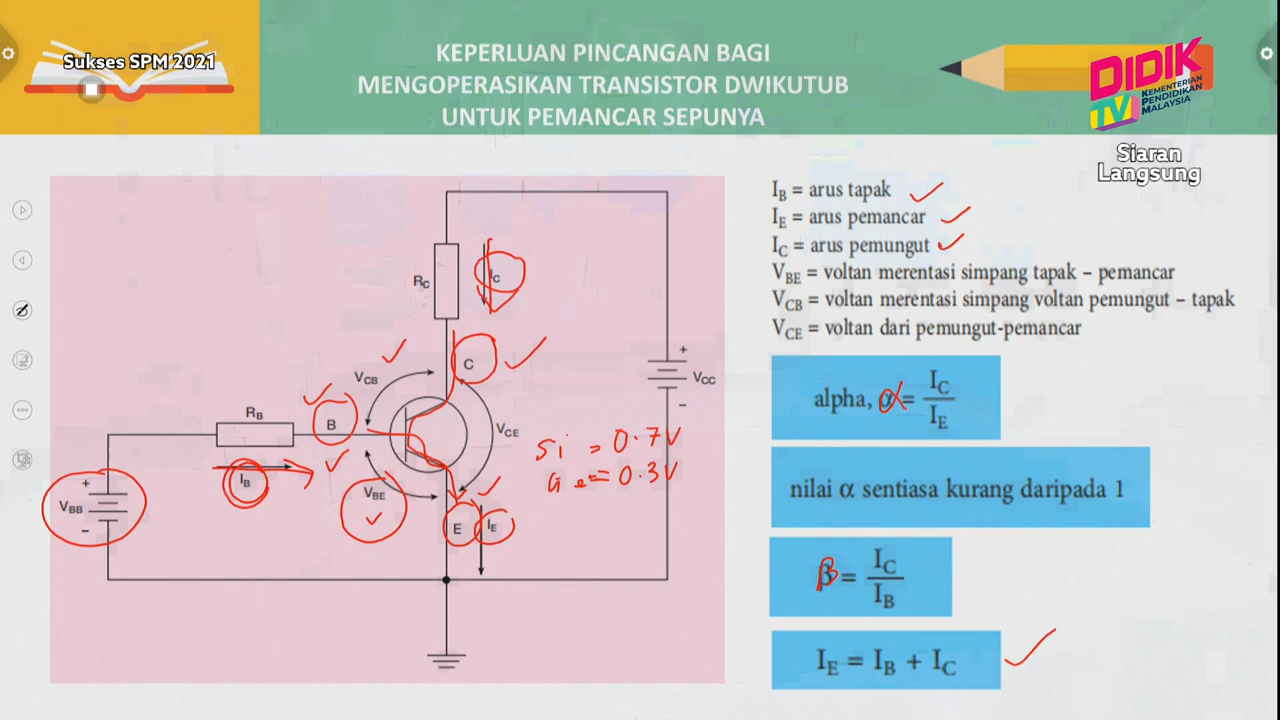 Sukses SPM 2021
KEPERLUAN PINCANGAN BAGI
MENGOPERASIKAN TRANSISTOR DWIKUTUB
UNTUK PEMANCAR SEPUNYA
DIDIK
TV
KEMENTERIAN
PENDIDIKAN
MALAYSIA
Siaran
Langsung
RC
IC
C
VCB
RB
B
IB
VBB
+
-
VBE
VCE
E
IE
+
VCC
-
Si = 0.7V
Ge = 0.3V
IB = arus tapak
IE = arus pemancar
IC = arus pemungut
VBE = voltan merentasi simpang tapak – pemancar
VCB = voltan merentasi simpang voltan pemungut – tapak
VCE = voltan dari pemungut-pemancar
alpha, α = IC / IE
nilai α sentiasa kurang daripada 1
β = IC / IB
IE = IB + IC